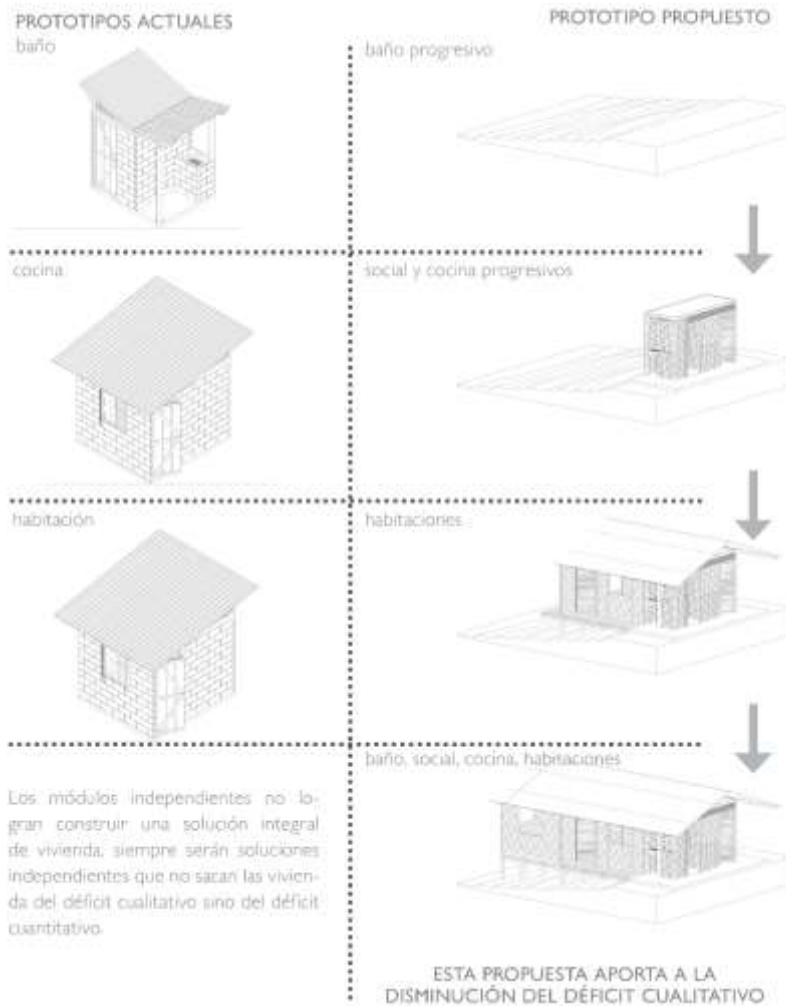 PROTOTIPOS ACTUALES
PROTOTIPO PROPUESTO
baño
baño progresivo
cocina
social y cocina progresivos
habitación
habitaciones
baño, social, cocina, habitaciones
Los módulos independientes no lo-
gran construir una solución integral
de vivienda, siempre serán soluciones
independientes que no sacan las vivien-
da del déficit cualitativo sino del déficit
cuantitativo.
ESTA PROPUESTA APORTA A LA
DISMINUCIÓN DEL DÉFICIT CUALITATIVO